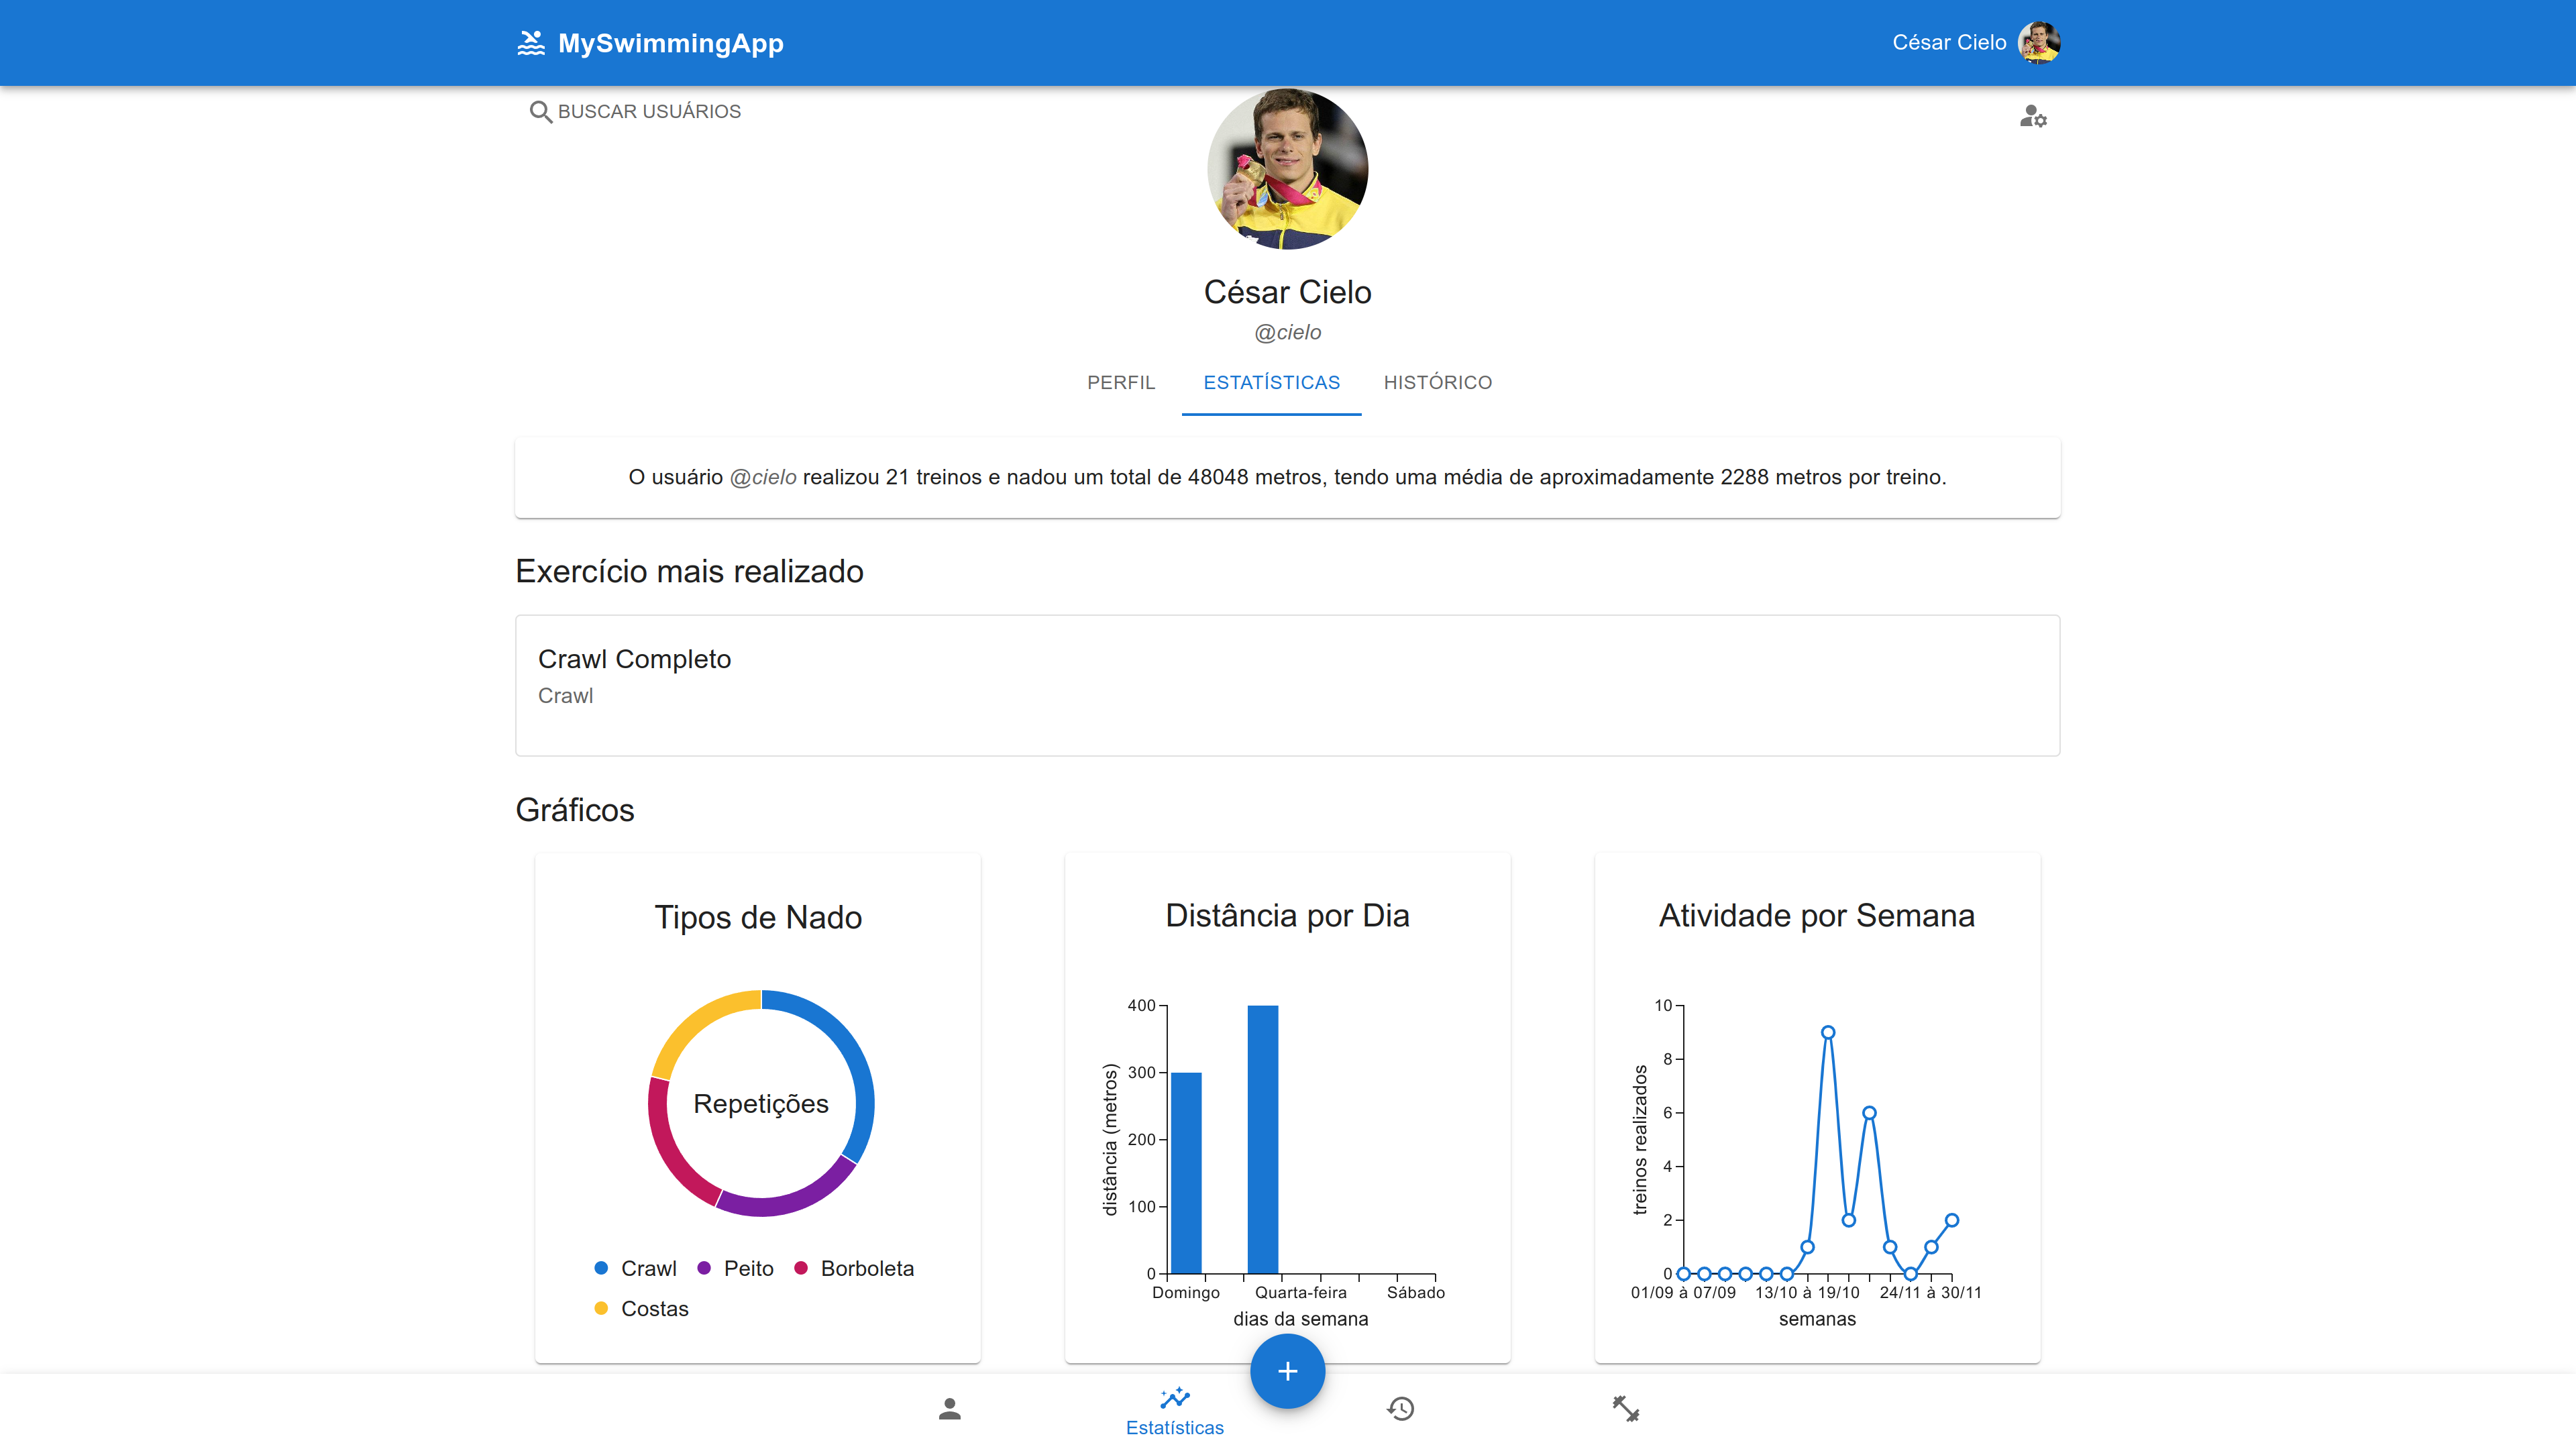 MySwimmingApp
César Cielo
BUSCAR USUÁRIOS
César Cielo
@cielo
PERFIL ESTATÍSTICAS HISTÓRICO
O usuário @cielo realizou 21 treinos e nadou um total de 48048 metros, tendo uma média de aproximadamente 2288 metros por treino.
Exercício mais realizado
Crawl Completo
Crawl
Gráficos
Tipos de Nado
Repetições
Crawl Peito Borboleta
Costas
Distância por Dia
distância (metros)
400
300
200
100
0
Domingo Quarta-feira Sábado
dias da semana
Atividade por Semana
treinos realizados
10
8
6
4
2
0
01/09 à 07/09 13/10 à 19/10 24/11 à 30/11
semanas
+
Estatísticas